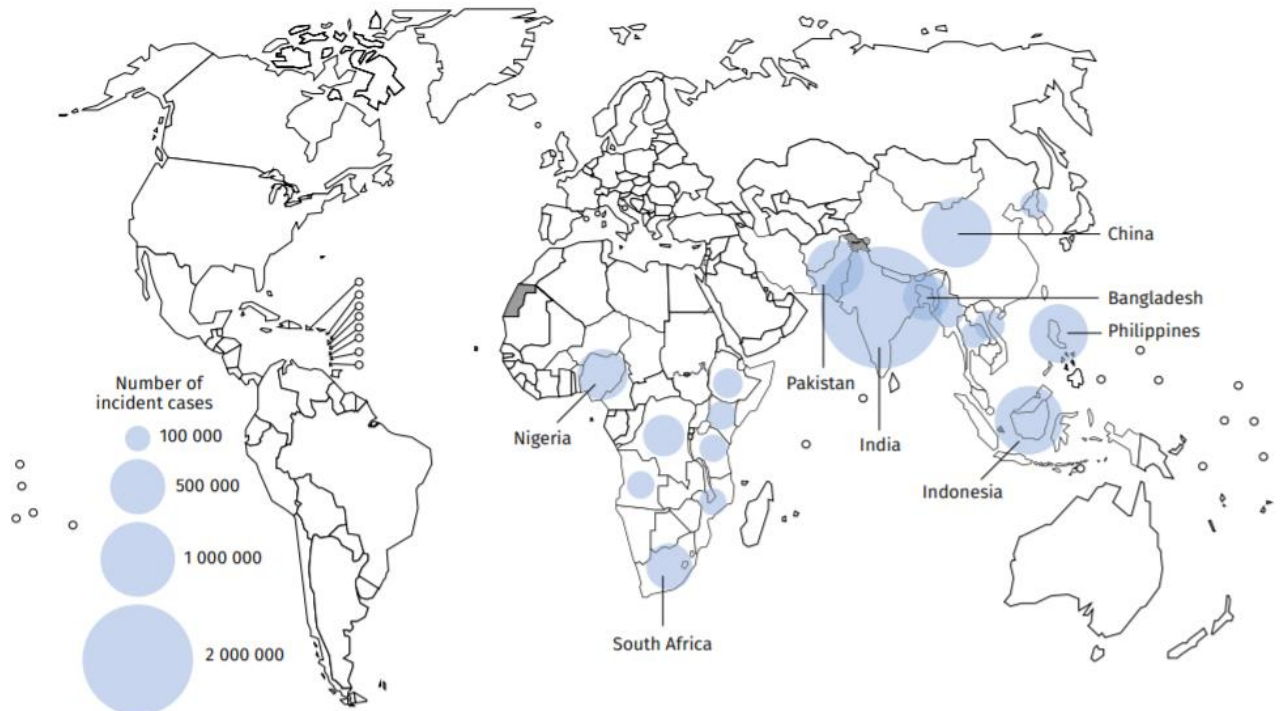 China
Bangladesh
Philippines
Pakistan
India
Indonesia
Nigeria
South Africa
Number of
incident cases
100 000
500 000
1 000 000
2 000 000